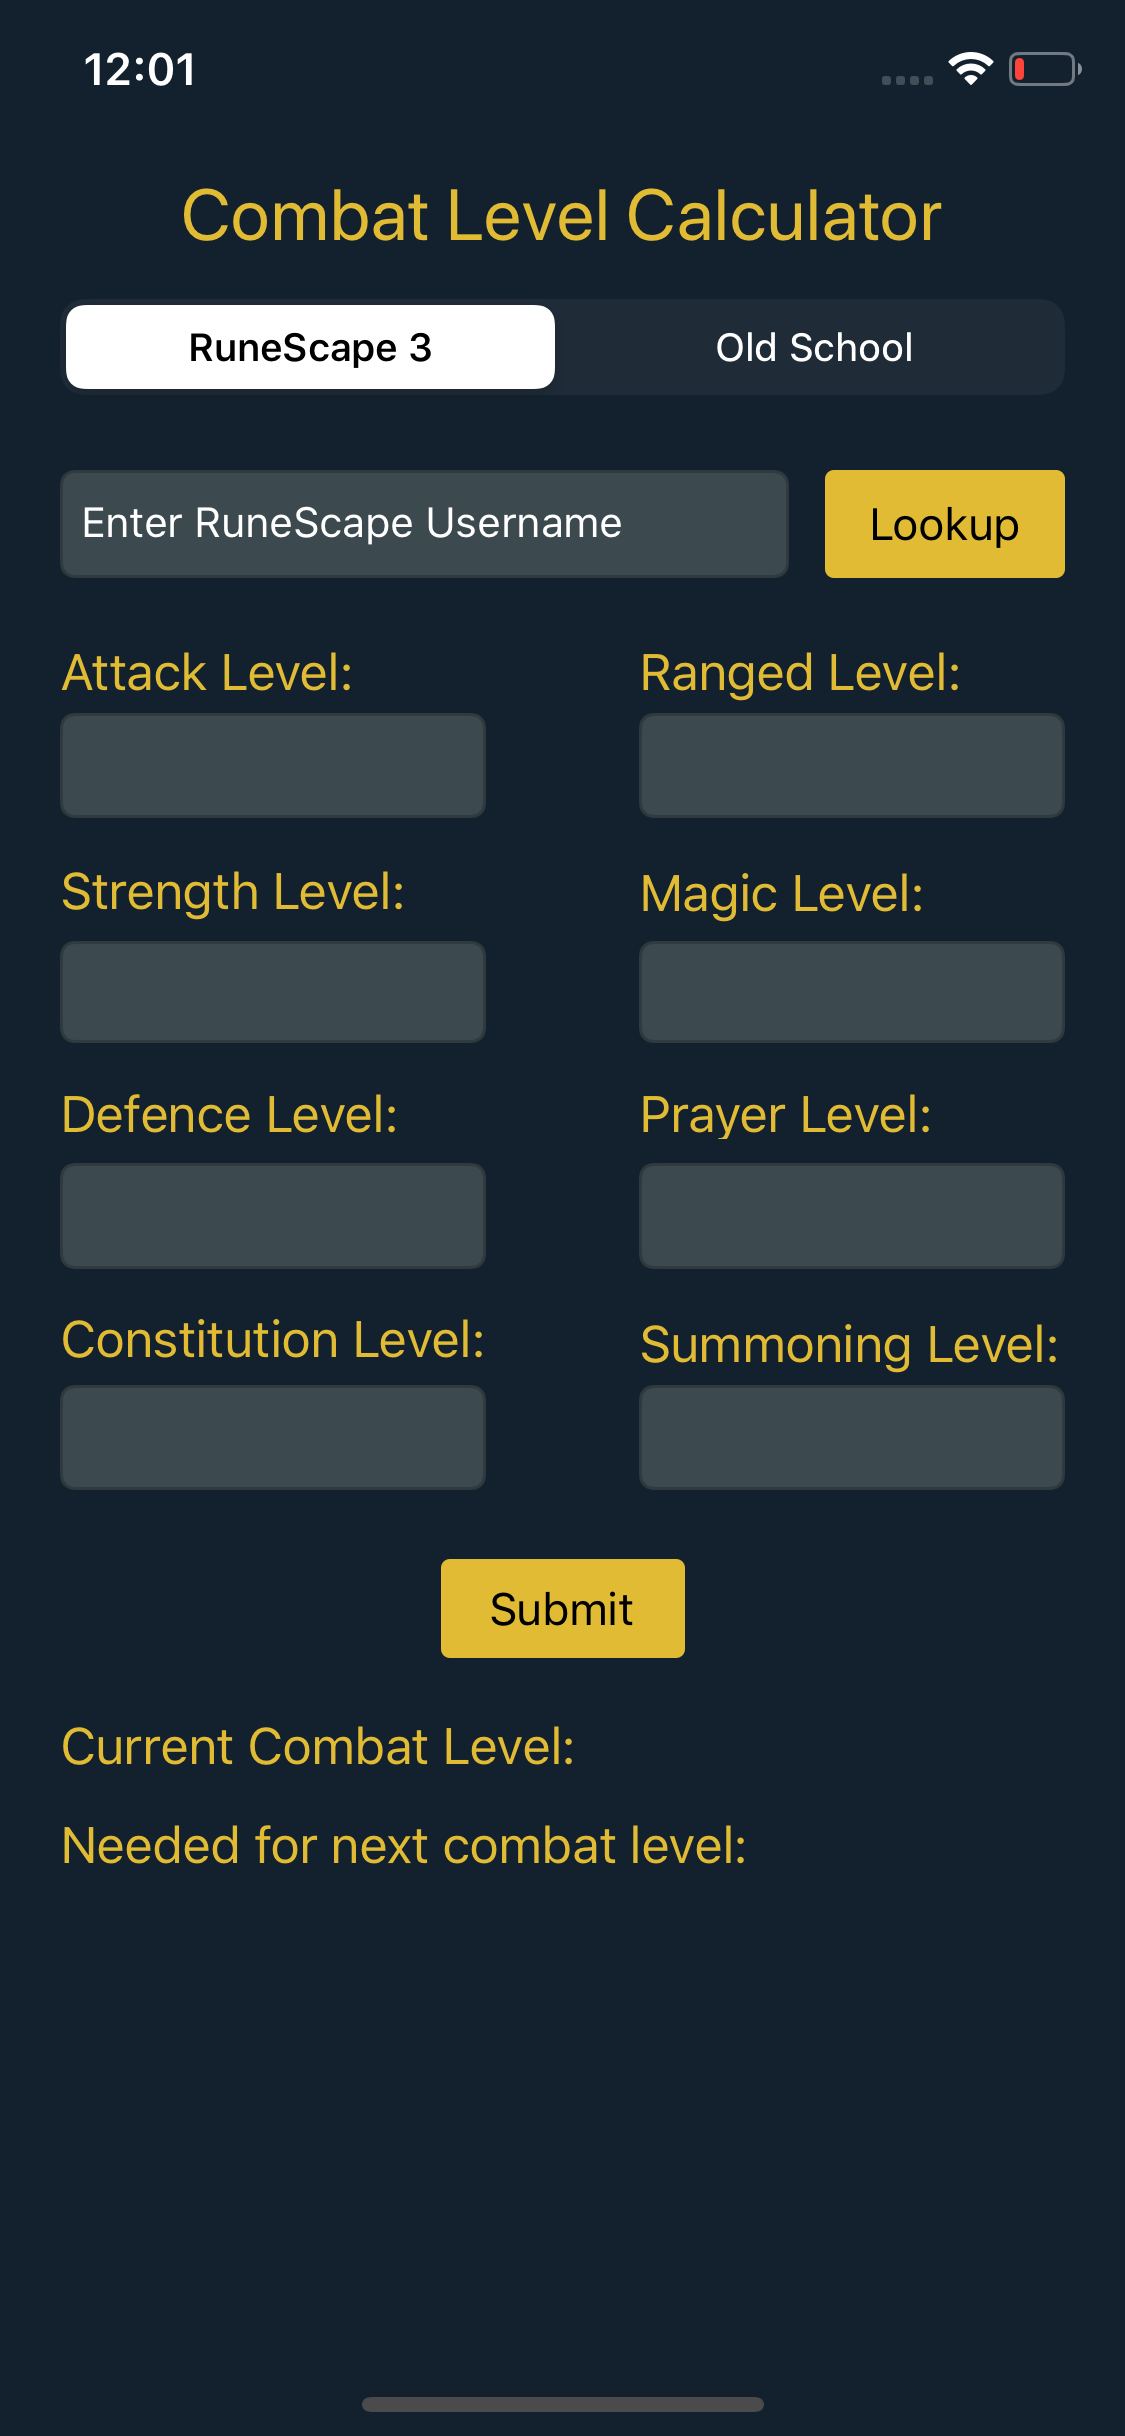 12:01
Combat Level Calculator
RuneScape 3 Old School
Enter RuneScape Username Lookup
Attack Level: Ranged Level:
Strength Level: Magic Level:
Defence Level: Prayer Level:
Constitution Level: Summoning Level:
Submit
Current Combat Level:
Needed for next combat level: